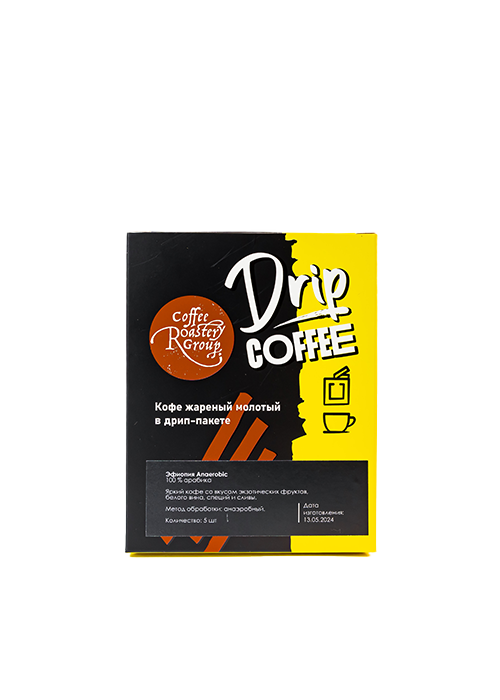 Drip
COFFEE
Coffee
Roastery
Group
Кофе жареный молотый
в дрип-пакете
Эфиопия Anaerobic
100 % арабика
Яркий кофе со вкусом экзотических фруктов,
белого вина, специй и сливы.
Метод обработки: анаэробный.
Количество: 5 шт
Дата
изготовления:
13.05.2024